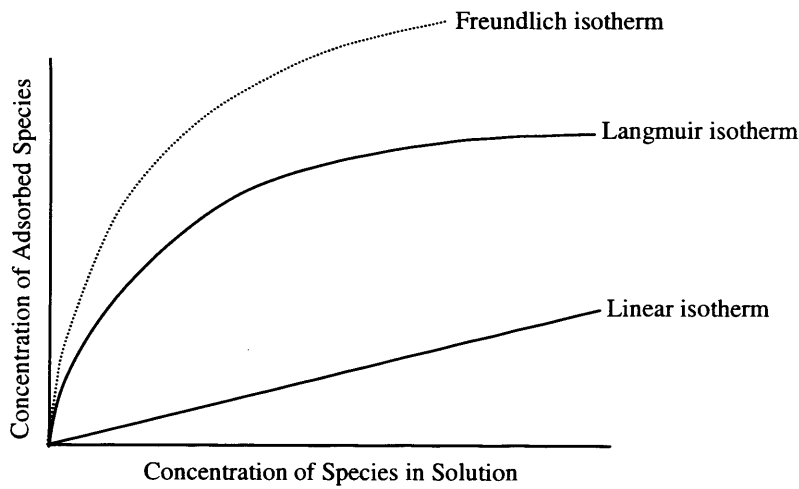 Freundlich isotherm
Langmuir isotherm
Linear isotherm
Concentration of Adsorbed Species
Concentration of Species in Solution